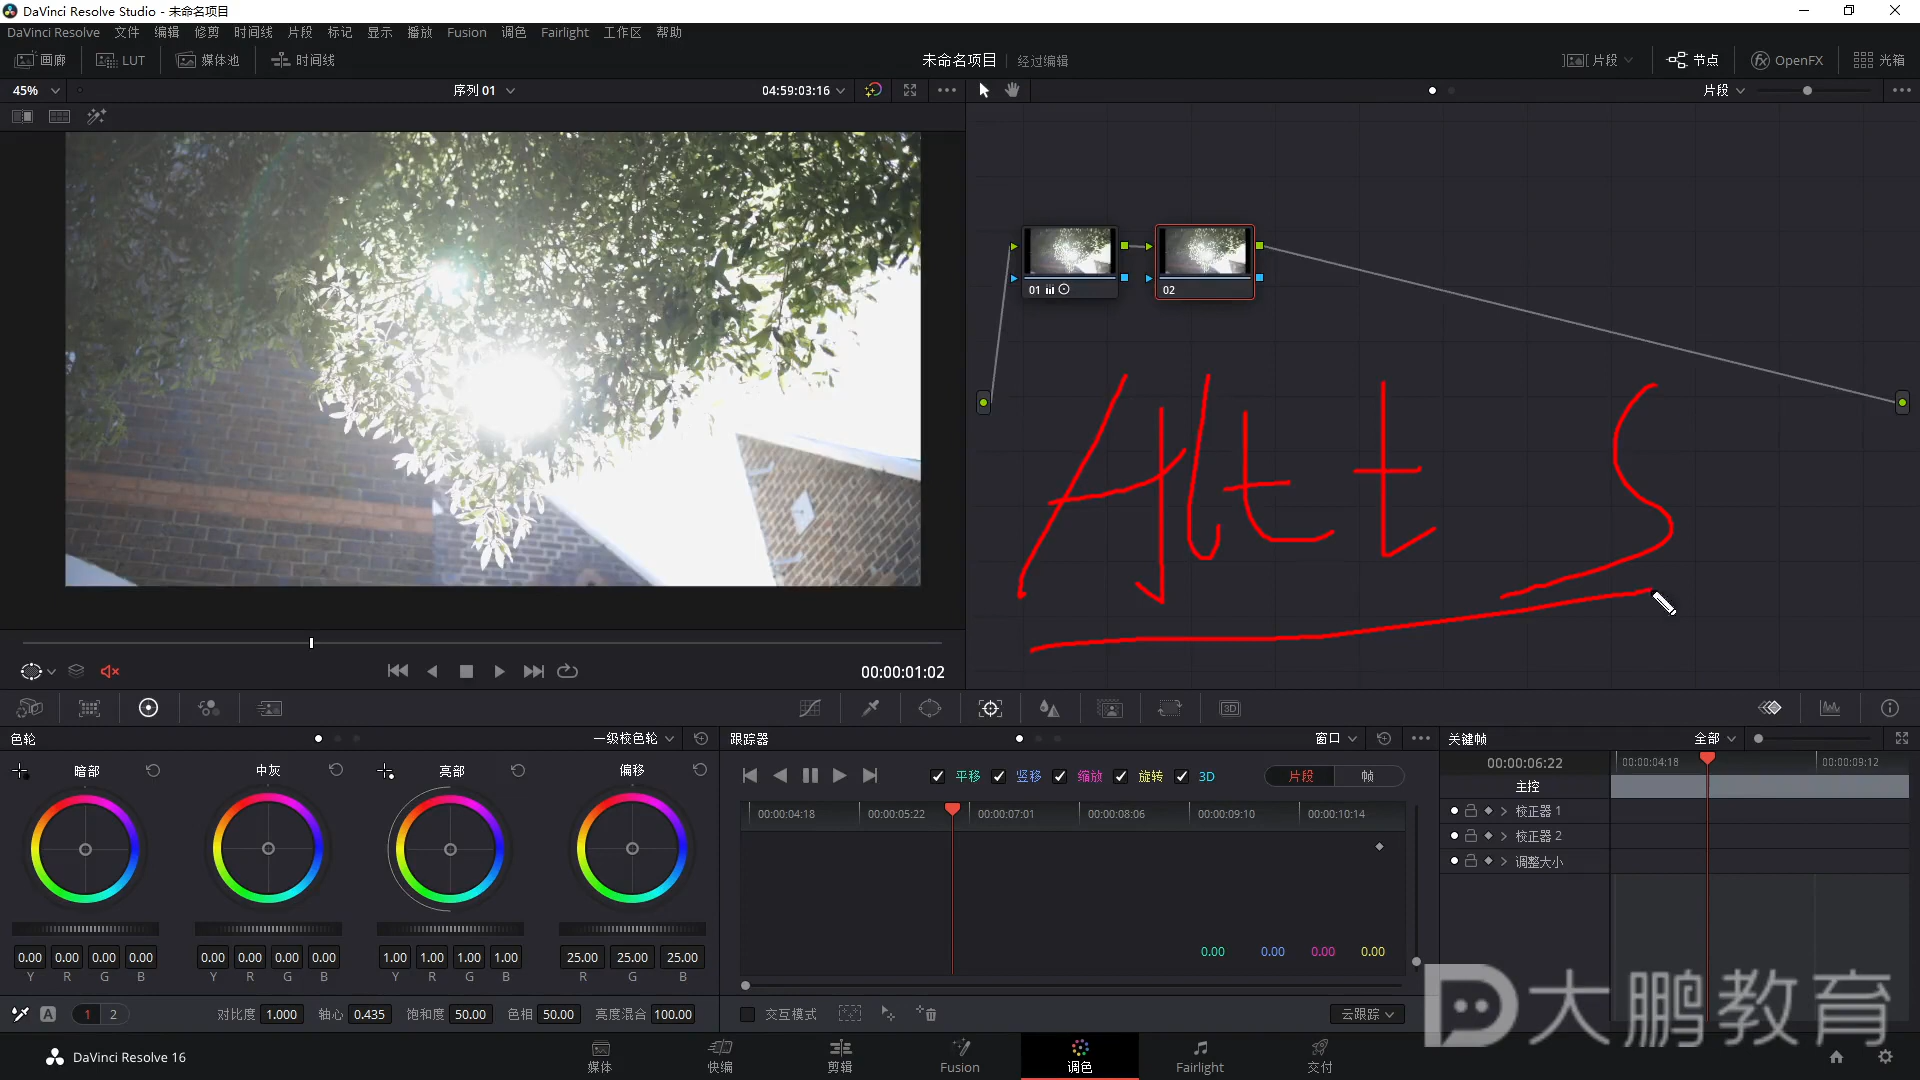 DaVinci Resolve Studio - 未命名项目
DaVinci Resolve 文件 编辑 修剪 时间线 片段 标记 显示 播放 Fusion 调色 Fairlight 工作区 帮助
画廊 LUT 媒体池 时间线 未命名项目 经过编辑 片段 节点 OpenFX 光箱
45% 序列 01 04:59:03:16 片段
01 02
Alt + S
00:00:01:02
色轮 一级校色轮 跟踪器 窗口 关键帧 全部
暗部 中灰 亮部 偏移 平移 竖移 缩放 旋转 3D 片段 帧 00:00:06:22 00:00:04:18 00:00:09:12
主控
00:00:04:18 00:00:05:22 00:00:07:01 00:00:08:06 00:00:09:10 00:00:10:14 校正器 1
校正器 2
调整大小
0.00 0.00 0.00 0.00 0.00 0.00 0.00 0.00 1.00 1.00 1.00 1.00 25.00 25.00 25.00 0.00 0.00 0.00 0.00
Y R G B Y R G B Y R G B R G B
A 1 2 对比度 1.000 轴心 0.435 饱和度 50.00 色相 50.00 亮度混合 100.00 交互模式 云跟踪
大鹏教育
DaVinci Resolve 16 媒体 快编 剪辑 Fusion 调色 Fairlight 交付